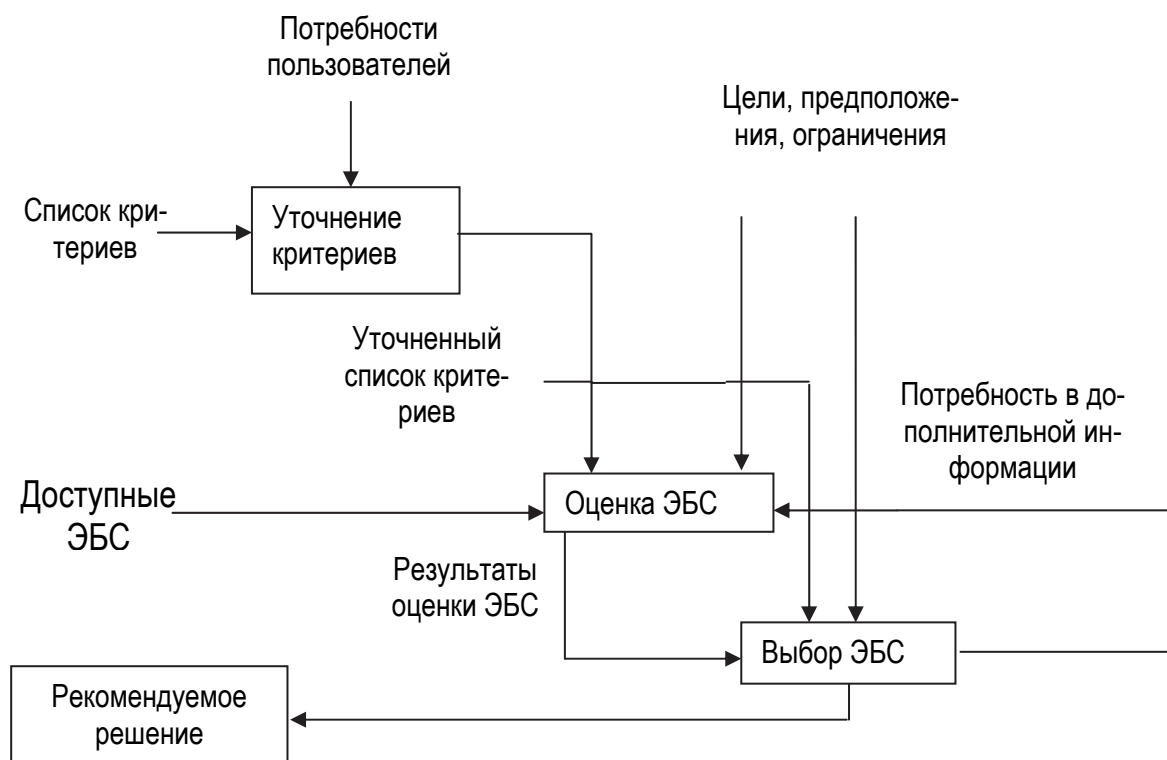 Потребности
пользователей
Цели, предположе-
ния, ограничения
Список кри-
териев
Уточнение
критериев
Уточненный
список крите-
риев
Потребность в до-
полнительной ин-
формации
Доступные
ЭБС
Оценка ЭБС
Результаты
оценки ЭБС
Выбор ЭБС
Рекомендуемое
решение